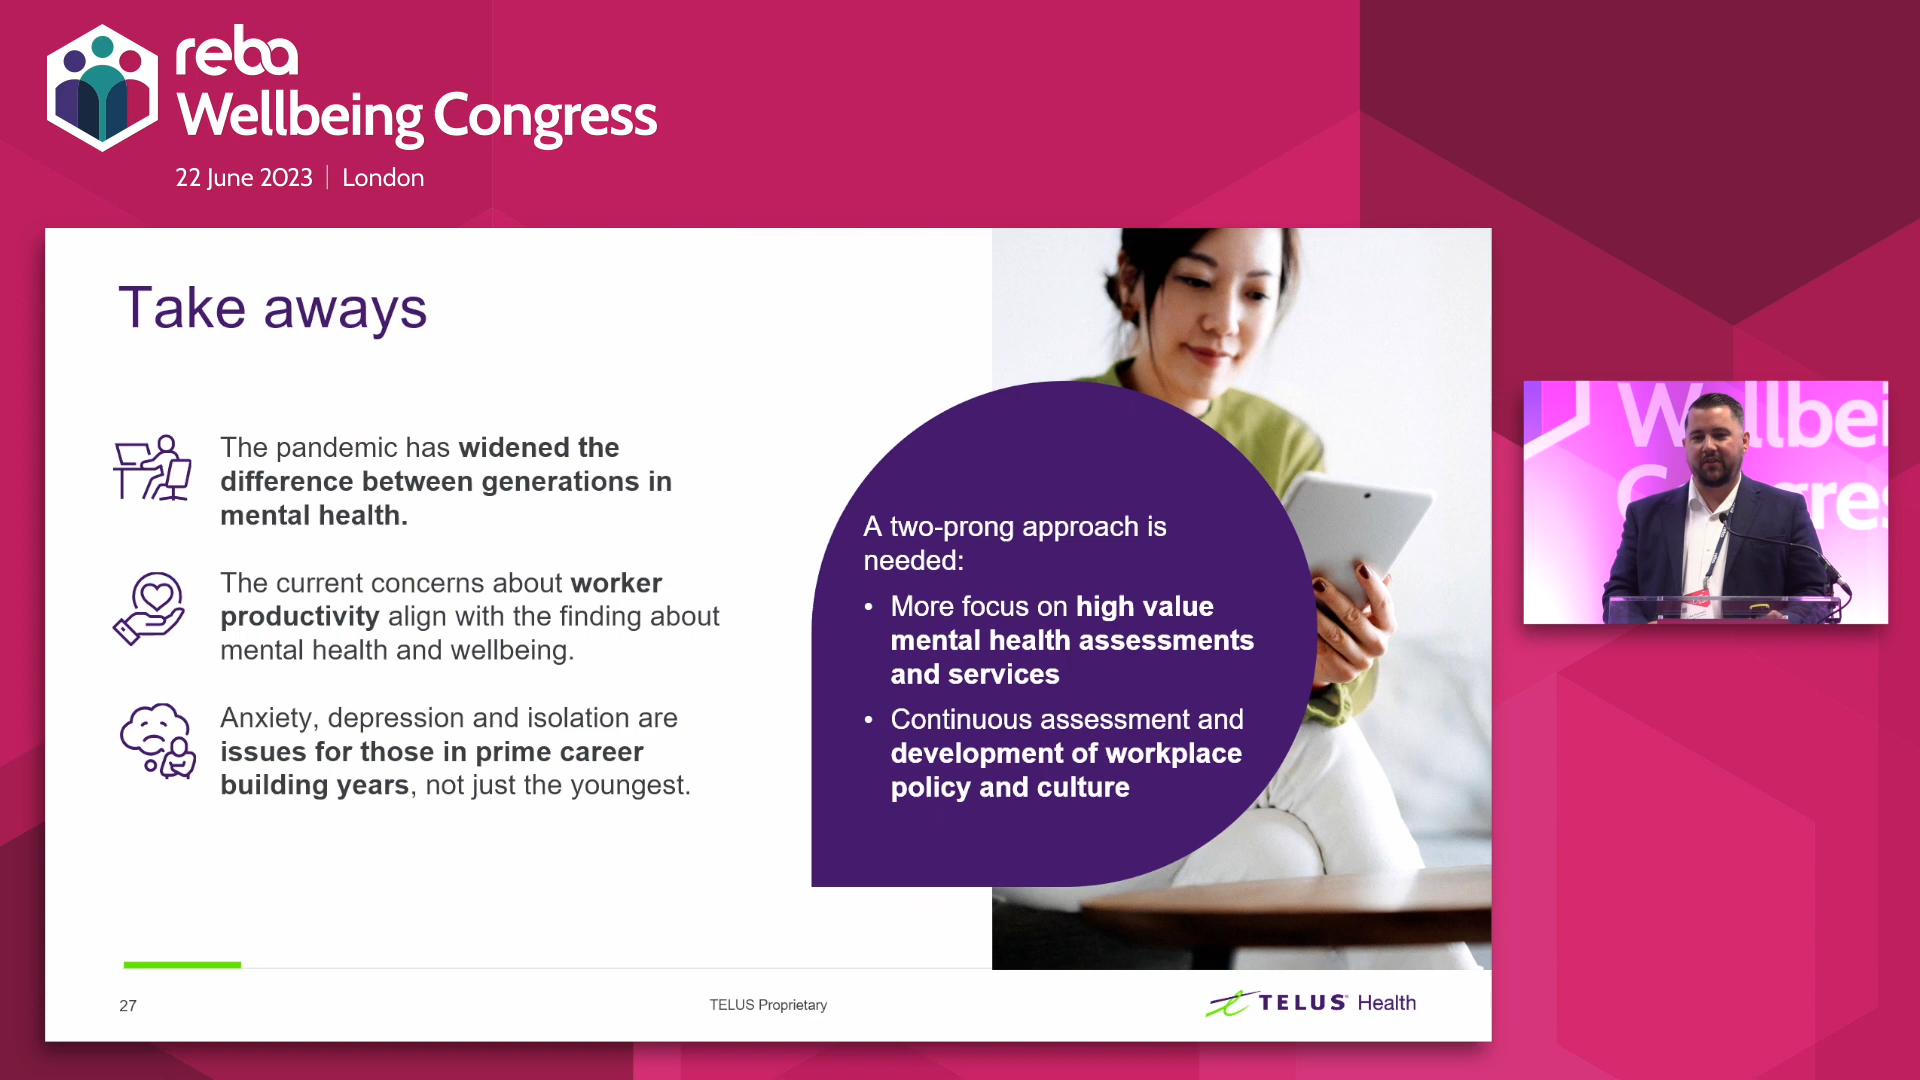 reba
Wellbeing Congress
22 June 2023 | London
Take aways
The pandemic has widened the
difference between generations in
mental health.
The current concerns about worker
productivity align with the finding about
mental health and wellbeing.
Anxiety, depression and isolation are
issues for those in prime career
building years, not just the youngest.
A two-prong approach is
needed:
• More focus on high value
mental health assessments
and services
• Continuous assessment and
development of workplace
policy and culture
27
TELUS Proprietary
TELUS Health